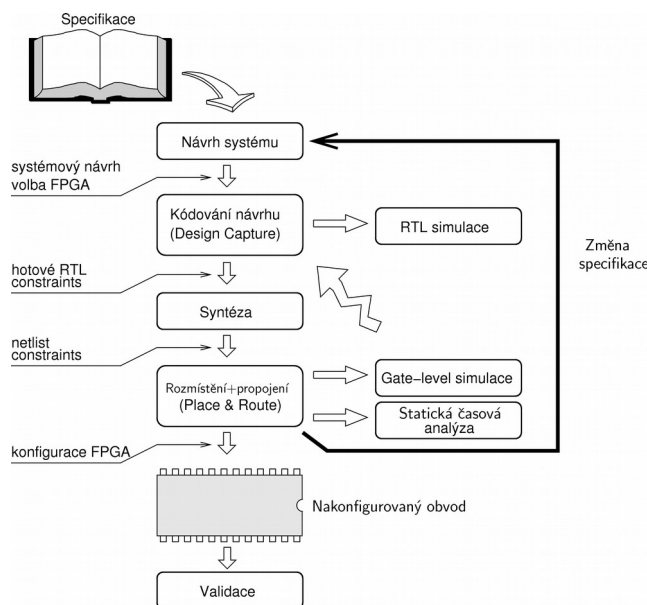 Specifikace
Návrh systému
systémový návrh
volba FPGA
Kódování návrhu
(Design Capture)
RTL simulace
Změna
specifikace
hotové RTL
constraints
Syntéza
netlist
constraints
Rozmístění+propojení
(Place & Route)
Gate-level simulace
Statická časová
analýza
konfigurace FPGA
Nakonfigurovaný obvod
Validace